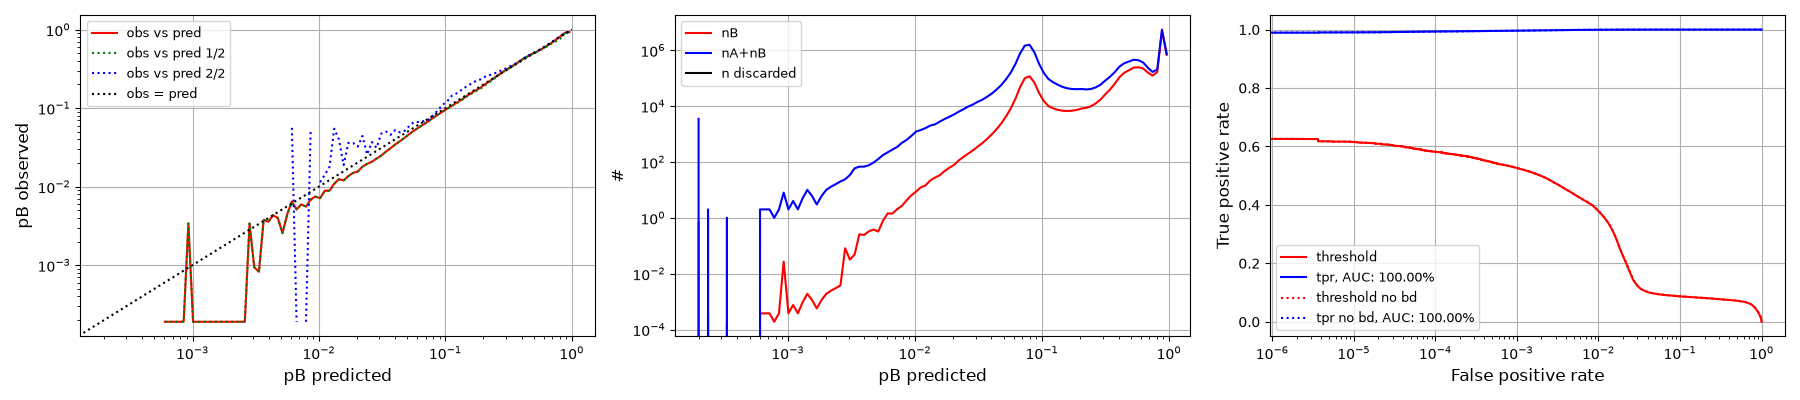 pB observed
10⁰
10⁻¹
10⁻²
10⁻³
obs vs pred
obs vs pred 1/2
obs vs pred 2/2
obs = pred
10⁻³
10⁻²
10⁻¹
10⁰
pB predicted
#
10⁶
10⁴
10²
10⁰
10⁻²
10⁻⁴
nB
nA+nB
n discarded
10⁻³
10⁻²
10⁻¹
10⁰
pB predicted
True positive rate
1.0
0.8
0.6
0.4
0.2
0.0
threshold
tpr, AUC: 100.00%
threshold no bd
tpr no bd, AUC: 100.00%
10⁻⁶
10⁻⁵
10⁻⁴
10⁻³
10⁻²
10⁻¹
10⁰
False positive rate